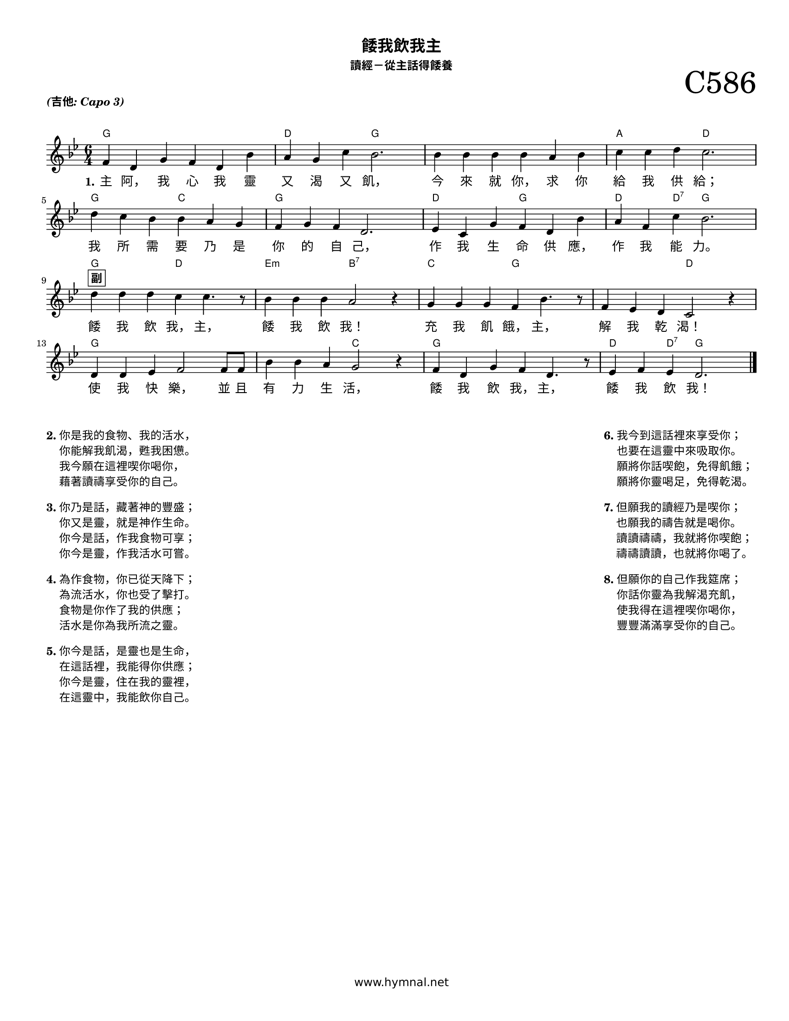 餧我飲我主
讀經－從主話得餧養
C586
(吉他: Capo 3)
G D G A D
6
4
1. 主 阿， 我 心 我 靈 又 渴 又 飢， 今 來 就 你， 求 你 給 我 供 給；
5 G C G D G D D7 G
我 所 需 要 乃 是 你 的 自 己， 作 我 生 命 供 應， 作 我 能 力。
G D Em B7 C G D
9 副
餧 我 飲 我， 主， 餧 我 飲 我！ 充 我 飢 餓， 主， 解 我 乾 渴！
13 G C G D D7 G
使 我 快 樂， 並 且 有 力 生 活， 餧 我 飲 我， 主， 餧 我 飲 我！
2. 你是我的食物、我的活水，
你能解我飢渴，甦我困憊。
我今願在這裡喫你喝你，
藉著讀禱享受你的自己。
3. 你乃是話，藏著神的豐盛；
你又是靈，就是神作生命。
你今是話，作我食物可享；
你今是靈，作我活水可嘗。
4. 為作食物，你已從天降下；
為流活水，你也受了擊打。
食物是你作了我的供應；
活水是你為我所流之靈。
5. 你今是話，是靈也是生命，
在這話裡，我能得你供應；
你今是靈，住在我的靈裡，
在這靈中，我能飲你自己。
6. 我今到這話裡來享受你；
也要在這靈中來吸取你。
願將你話喫飽，免得飢餓；
願將你靈喝足，免得乾渴。
7. 但願我的讀經乃是喫你；
也願我的禱告就是喝你。
讀讀禱禱，我就將你喫飽；
禱禱讀讀，也就將你喝了。
8. 但願你的自己作我筵席；
你話你靈為我解渴充飢，
使我得在這裡喫你喝你，
豐豐滿滿享受你的自己。
www.hymnal.net